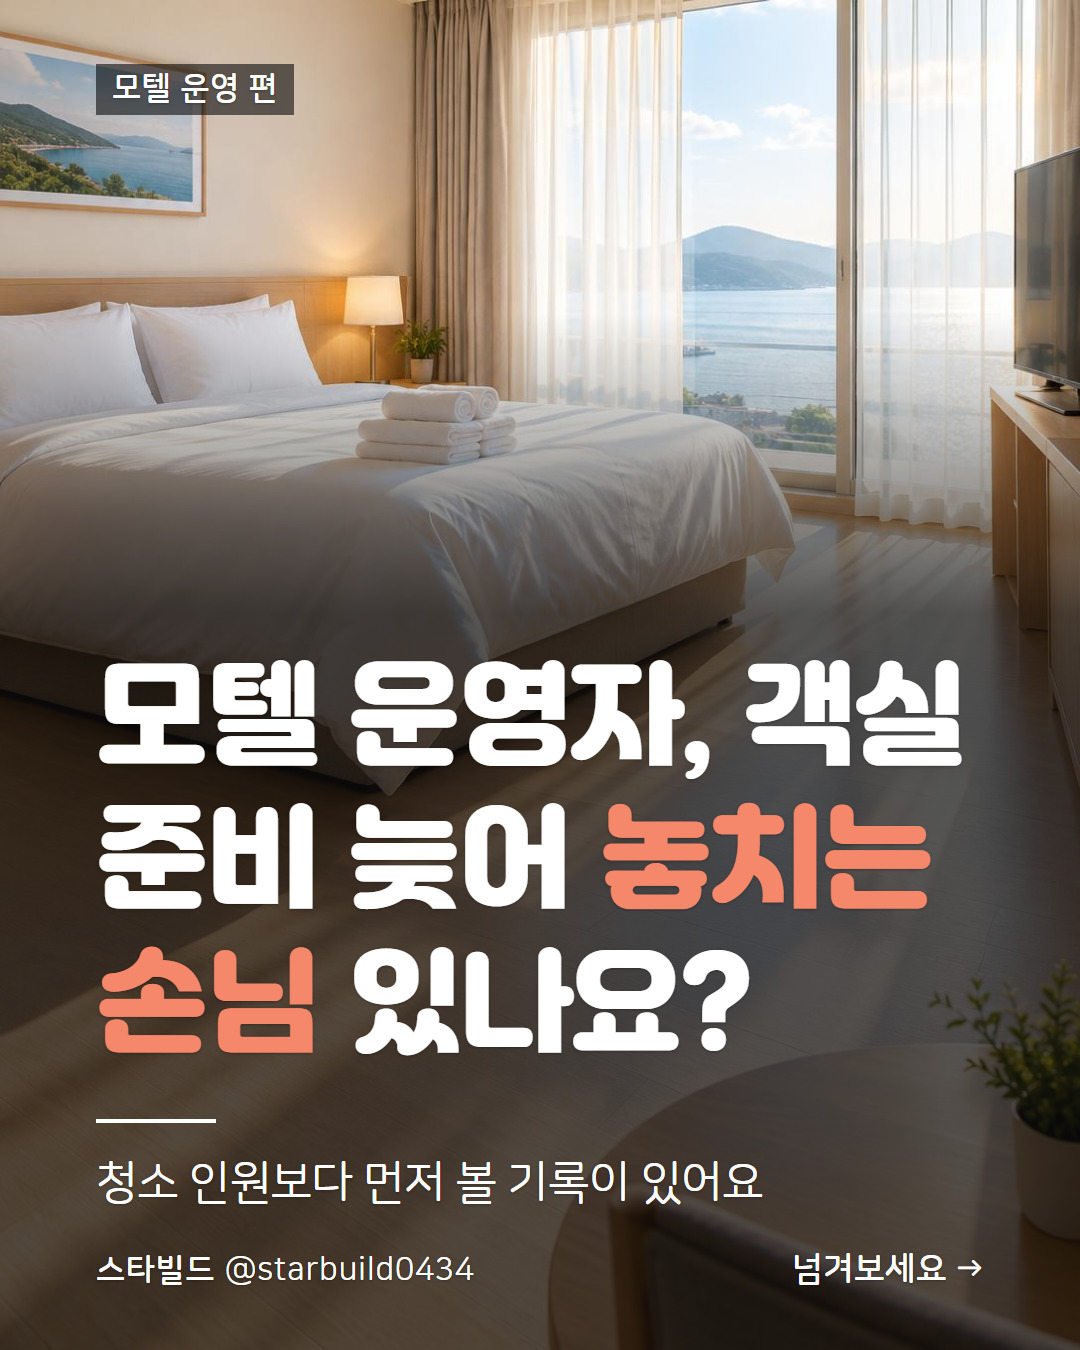 모텔 운영 편
모텔 운영자, 객실
준비 늦어 놓치는
손님 있나요?
청소 인원보다 먼저 볼 기록이 있어요
스타빌드 @starbuild0434
넘겨보세요 →